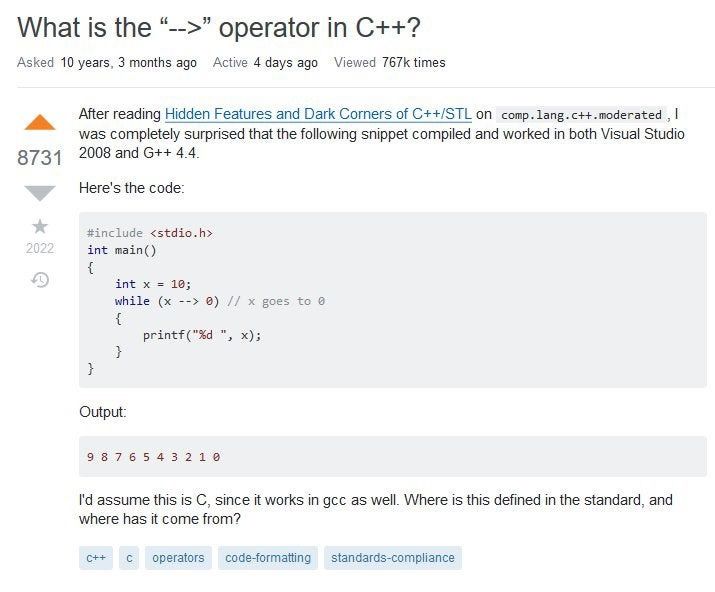 What is the “-->” operator in C++?
Asked 10 years, 3 months ago Active 4 days ago Viewed 767k times
After reading Hidden Features and Dark Corners of C++/STL on comp.lang.c++.moderated , I
was completely surprised that the following snippet compiled and worked in both Visual Studio
2008 and G++ 4.4.
8731
Here's the code:
2022
#include <stdio.h>
int main()
{
    int x = 10;
    while (x --> 0) // x goes to 0
    {
        printf("%d ", x);
    }
}
Output:
9 8 7 6 5 4 3 2 1 0
I'd assume this is C, since it works in gcc as well. Where is this defined in the standard, and
where has it come from?
c++ c operators code-formatting standards-compliance